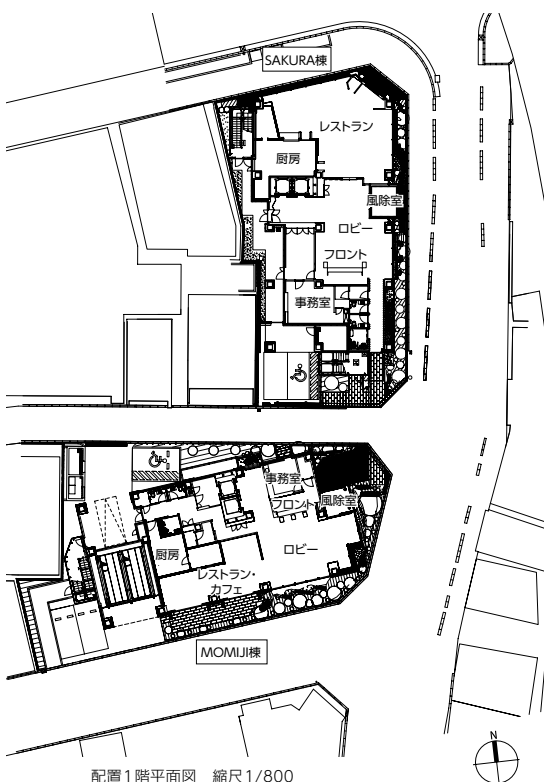 SAKURA棟
レストラン
厨房
風除室
ロビー
フロント
事務室
事務室
フロント
風除室
ロビー
厨房
レストラン・
カフェ
MOMIJI棟
N
配置1階平面図 縮尺1/800